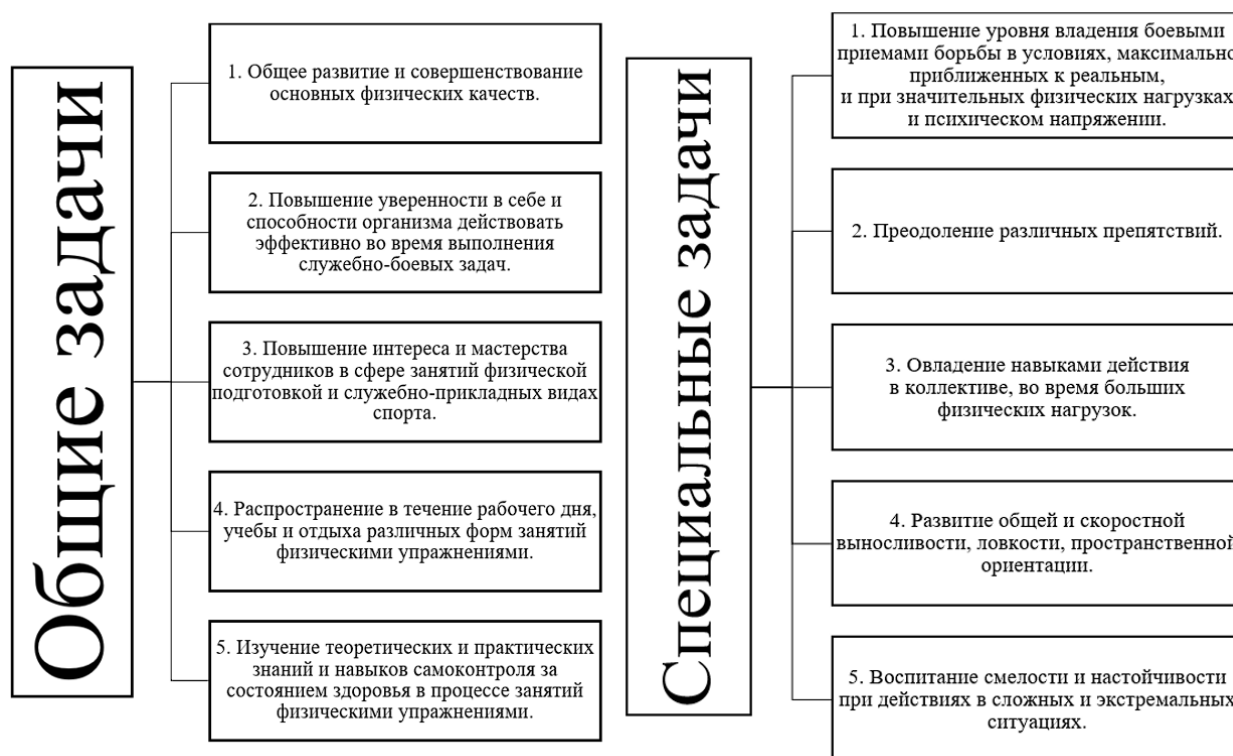 Общие задачи
1. Общее развитие и совершенствование
основных физических качеств.
2. Повышение уверенности в себе и
способности организма действовать
эффективно во время выполнения
служебно-боевых задач.
3. Повышение интереса и мастерства
сотрудников в сфере занятий физической
подготовкой и служебно-прикладных видах
спорта.
4. Распространение в течение рабочего дня,
учебы и отдыха различных форм занятий
физическими упражнениями.
5. Изучение теоретических и практических
знаний и навыков самоконтроля за
состоянием здоровья в процессе занятий
физическими упражнениями.
Специальные задачи
1. Повышение уровня владения боевыми
приемами борьбы в условиях, максимально
приближенных к реальным,
и при значительных физических нагрузках
и психическом напряжении.
2. Преодоление различных препятствий.
3. Овладение навыками действия
в коллективе, во время больших
физических нагрузок.
4. Развитие общей и скоростной
выносливости, ловкости, пространственной
ориентации.
5. Воспитание смелости и настойчивости
при действиях в сложных и экстремальных
ситуациях.